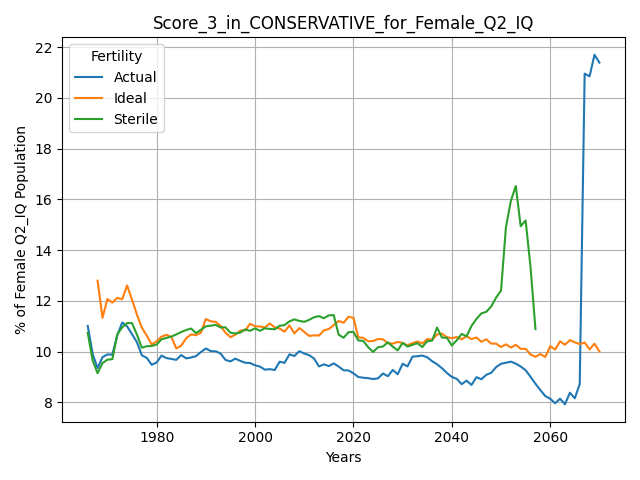 Score_3_in_CONSERVATIVE_for_Female_Q2_IQ
Fertility
Actual
Ideal
Sterile
% of Female Q2_IQ Population
22
20
18
16
14
12
10
8
1980
2000
2020
2040
2060
Years